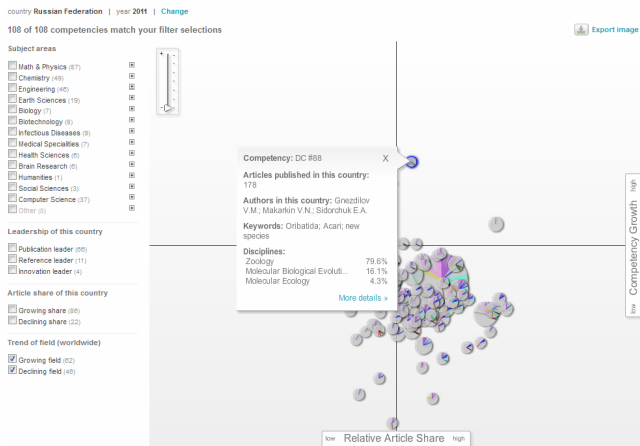 country Russian Federation | year 2011 | Change
108 of 108 competencies match your filter selections
Export image
Subject areas
Math & Physics (87)
Chemistry (49)
Engineering (46)
Earth Sciences (19)
Biology (7)
Biotechnology (8)
Infectious Diseases (9)
Medical Specialities (7)
Health Sciences (6)
Brain Research (6)
Humanities (1)
Social Sciences (3)
Computer Science (37)
Other (0)
Leadership of this country
Publication leader (66)
Reference leader (11)
Innovation leader (4)
Article share of this country
Growing share (86)
Declining share (22)
Trend of field (worldwide)
Growing field (62)
Declining field (46)
Competency: DC #88 X
Articles published in this country:
178
Authors in this country: Gnezdilov
V.M.; Makarkin V.N.; Sidorchuk E.A.
Keywords: Oribatida; Acari; new
species
Disciplines:
Zoology 79.6%
Molecular Biological Evoluti... 16.1%
Molecular Ecology 4.3%
More details »
low Competency Growth high
low Relative Article Share high